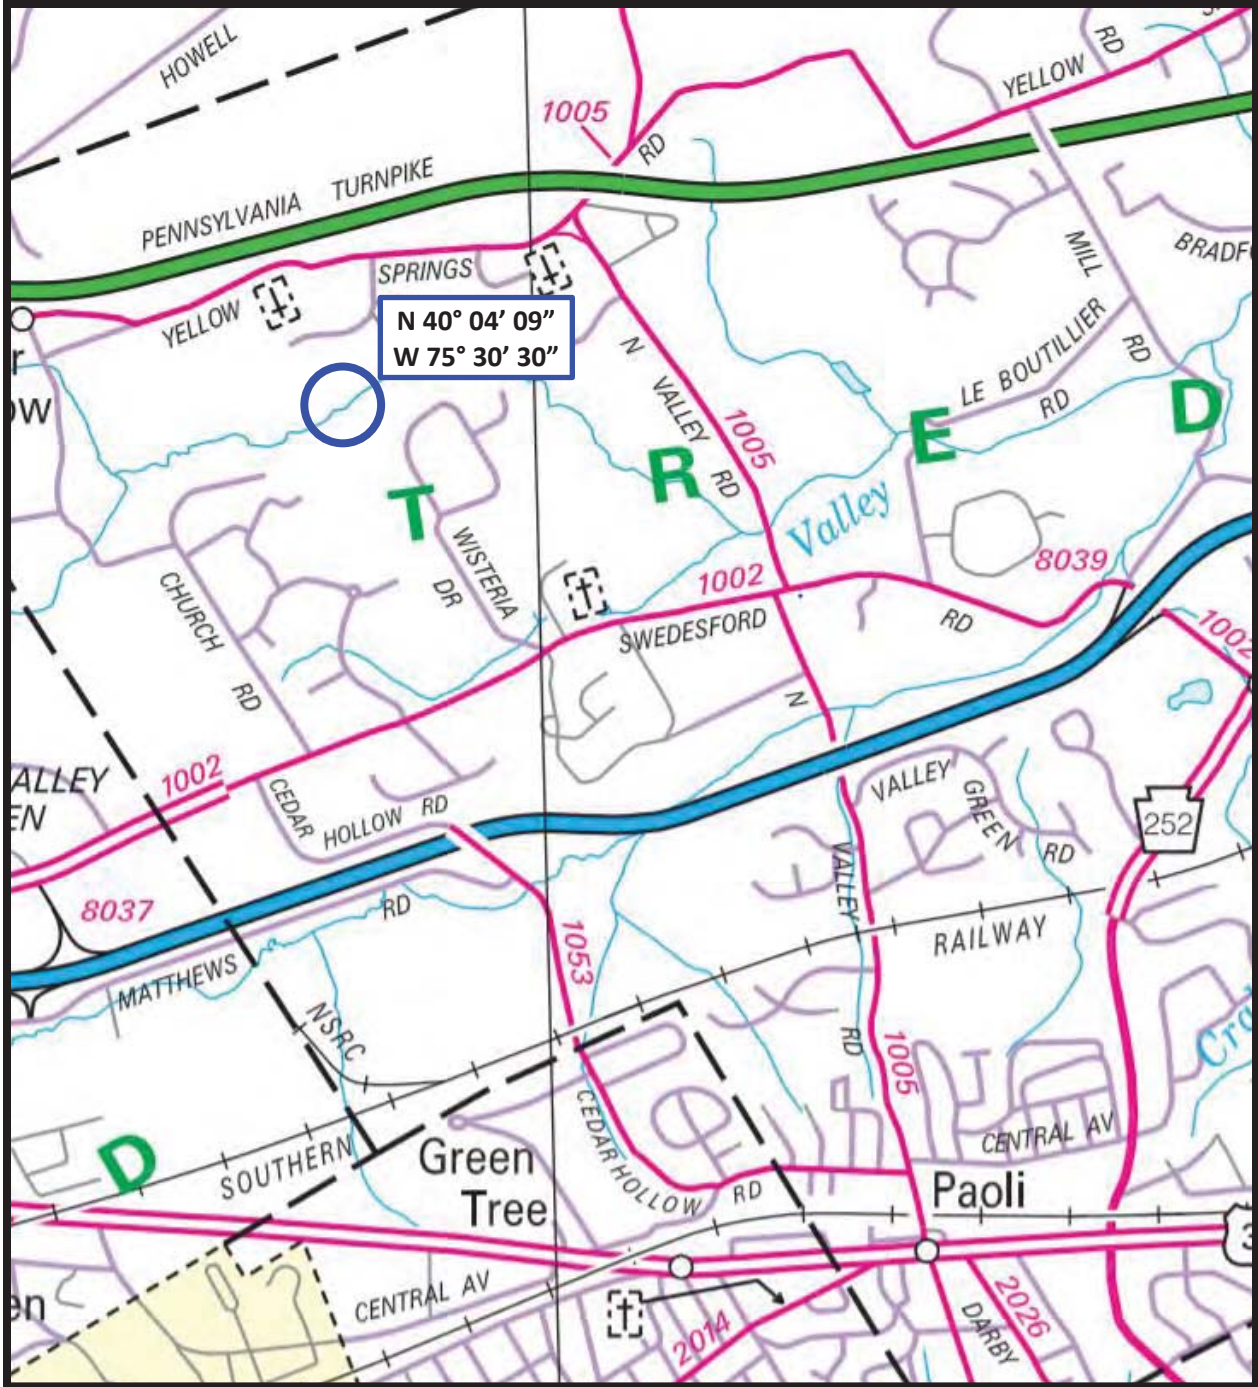 HOWELL
RD
YELLOW
1005
RD
PENNSYLVANIA TURNPIKE
MILL
YELLOW
SPRINGS
N 40° 04’ 09”
W 75° 30’ 30”
N
VALLEY
RD
1005
LE BOUTILLIER
RD
RD
T
R
E
D
Valley
WISTERIA
DR
CHURCH
RD
1002
SWEDESFORD
RD
8039
1002
N
1002
CEDAR
HOLLOW RD
VALLEY
GREEN
RD
252
8037
RD
MATTHEWS
1053
VALLEY
RD
RAILWAY
NSRC
1005
D
SOUTHERN
Green
Tree
CEDAR HOLLOW
RD
CENTRAL AV
Paoli
CENTRAL AV
2014
DARBY
2026